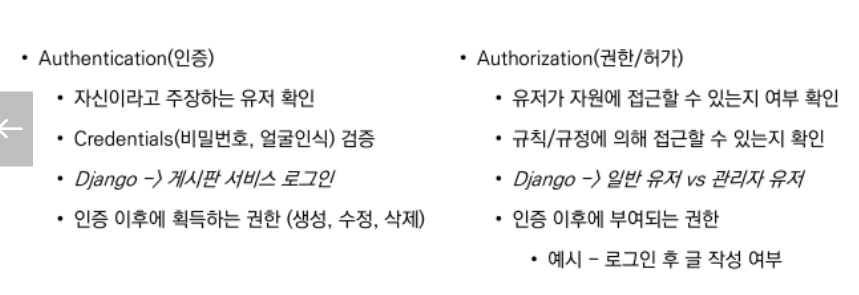 • Authentication(인증)
• 자신이라고 주장하는 유저 확인
• Credentials(비밀번호, 얼굴인식) 검증
• Django -> 게시판 서비스 로그인
• 인증 이후에 획득하는 권한 (생성, 수정, 삭제)
• Authorization(권한/허가)
• 유저가 자원에 접근할 수 있는지 여부 확인
• 규칙/규정에 의해 접근할 수 있는지 확인
• Django -> 일반 유저 vs 관리자 유저
• 인증 이후에 부여되는 권한
• 예시 - 로그인 후 글 작성 여부